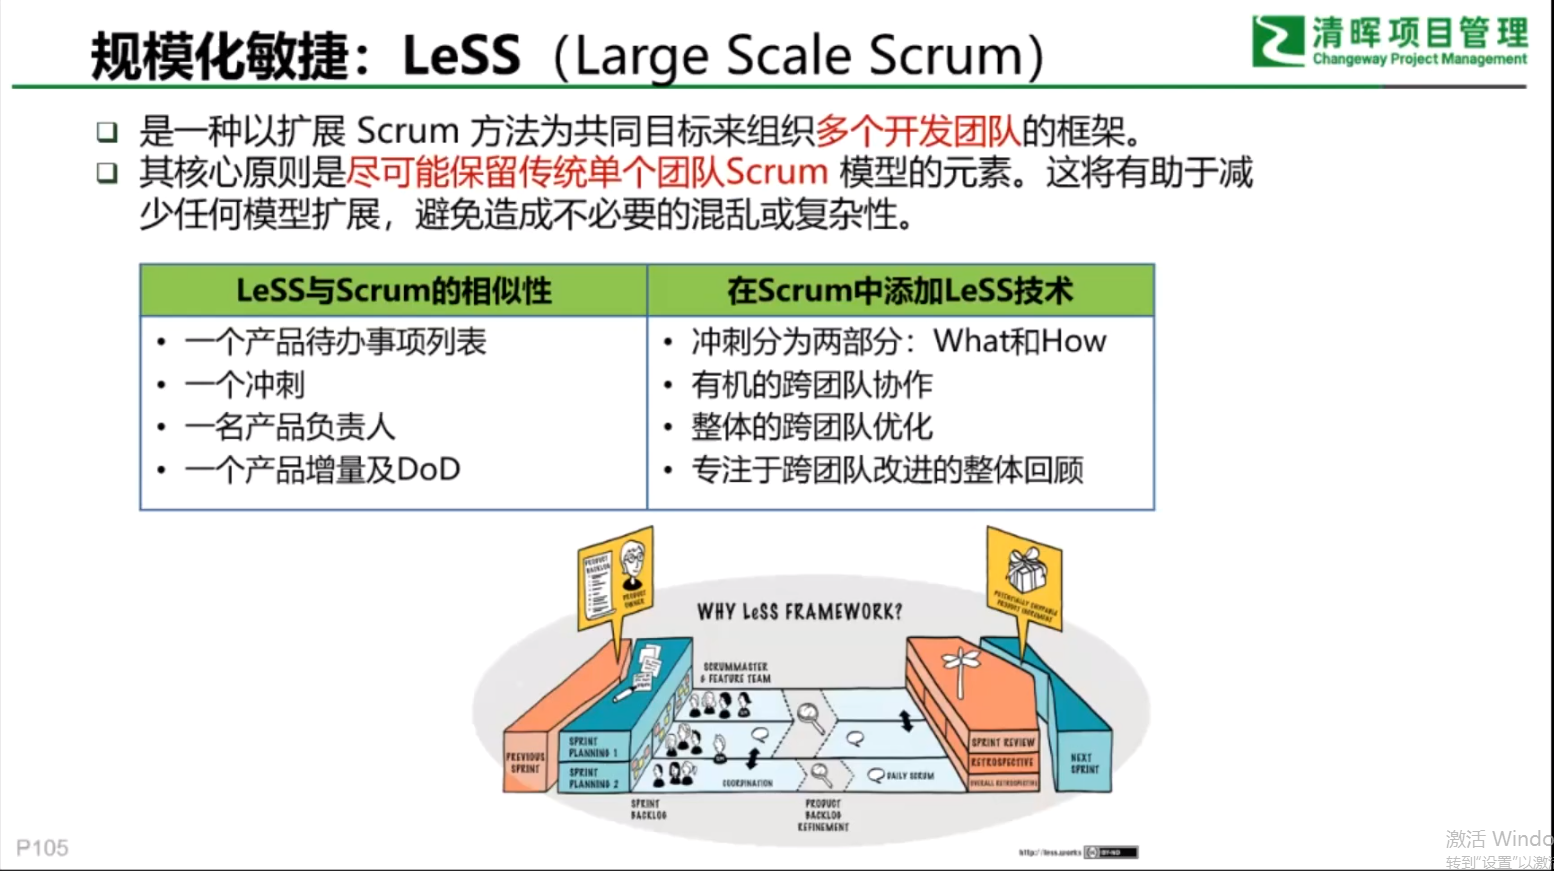 规模化敏捷：LeSS（Large Scale Scrum）
清晖项目管理
Changeway Project Management
❑ 是一种以扩展 Scrum 方法为共同目标来组织多个开发团队的框架。
❑ 其核心原则是尽可能保留传统单个团队Scrum 模型的元素。这将有助于减
少任何模型扩展，避免造成不必要的混乱或复杂性。
LeSS与Scrum的相似性
• 一个产品待办事项列表
• 一个冲刺
• 一名产品负责人
• 一个产品增量及DoD
在Scrum中添加LeSS技术
• 冲刺分为两部分：What和How
• 有机的跨团队协作
• 整体的跨团队优化
• 专注于跨团队改进的整体回顾
PRODUCT
BACKLOG
PRODUCT
OWNER
POTENTIALLY SHIPPABLE
PRODUCT INCREMENT
WHY LeSS FRAMEWORK?
SCRUMMASTER
& FEATURE TEAM
PREVIOUS
SPRINT
SPRINT
PLANNING 1
SPRINT
PLANNING 2
COORDINATION
DAILY SCRUM
SPRINT REVIEW
RETROSPECTIVE
OVERALL RETROSPECTIVE
NEXT
SPRINT
SPRINT
BACKLOG
PRODUCT
BACKLOG
REFINEMENT
http://less.works
BY-ND
P105
激活 Windo
转到"设置"以激